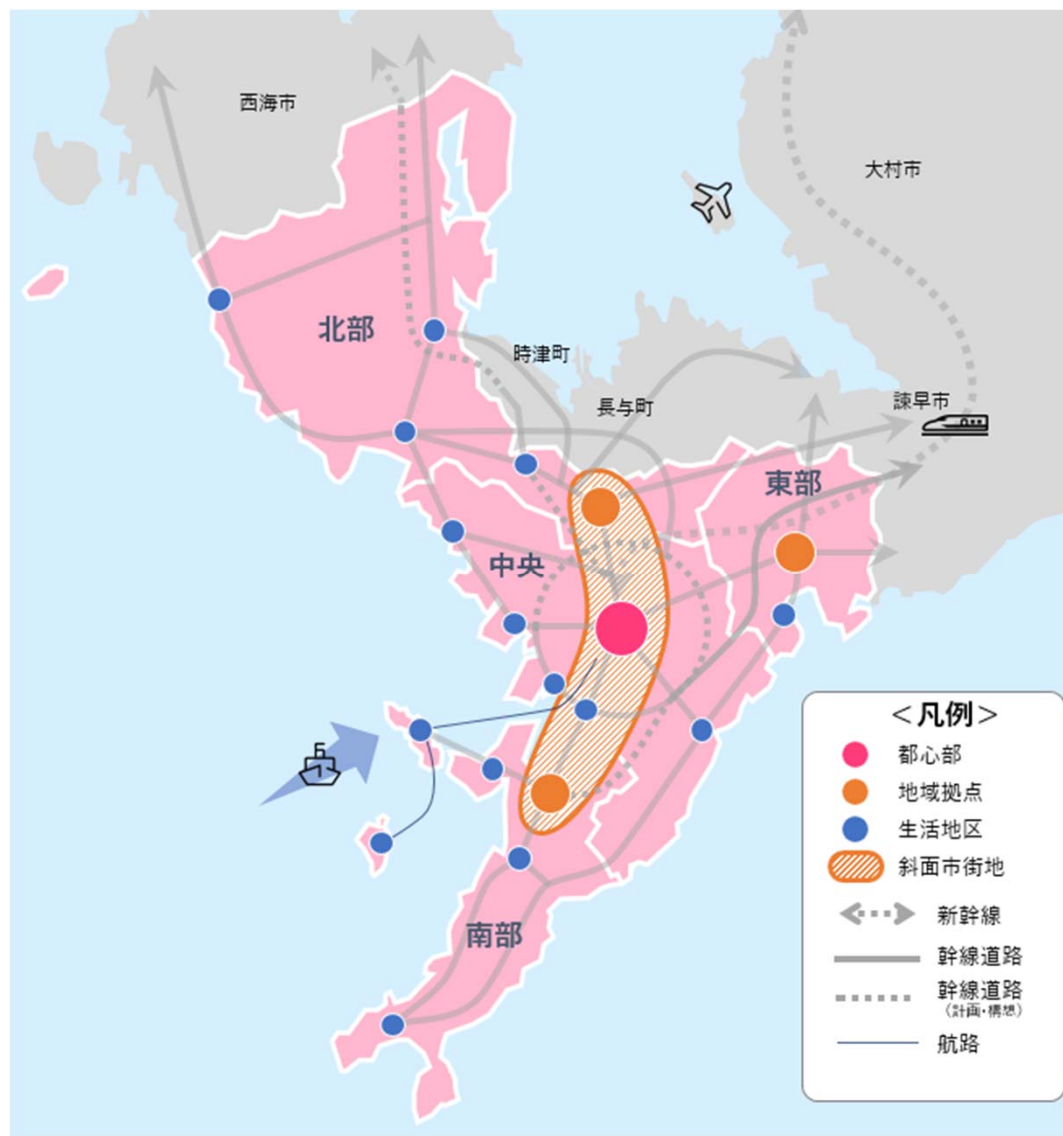 西海市
大村市
北部
時津町
長与町
諫早市
東部
中央
南部
<凡例>
都心部
地域拠点
生活地区
斜面市街地
新幹線
幹線道路
幹線道路
(計画・構想)
航路